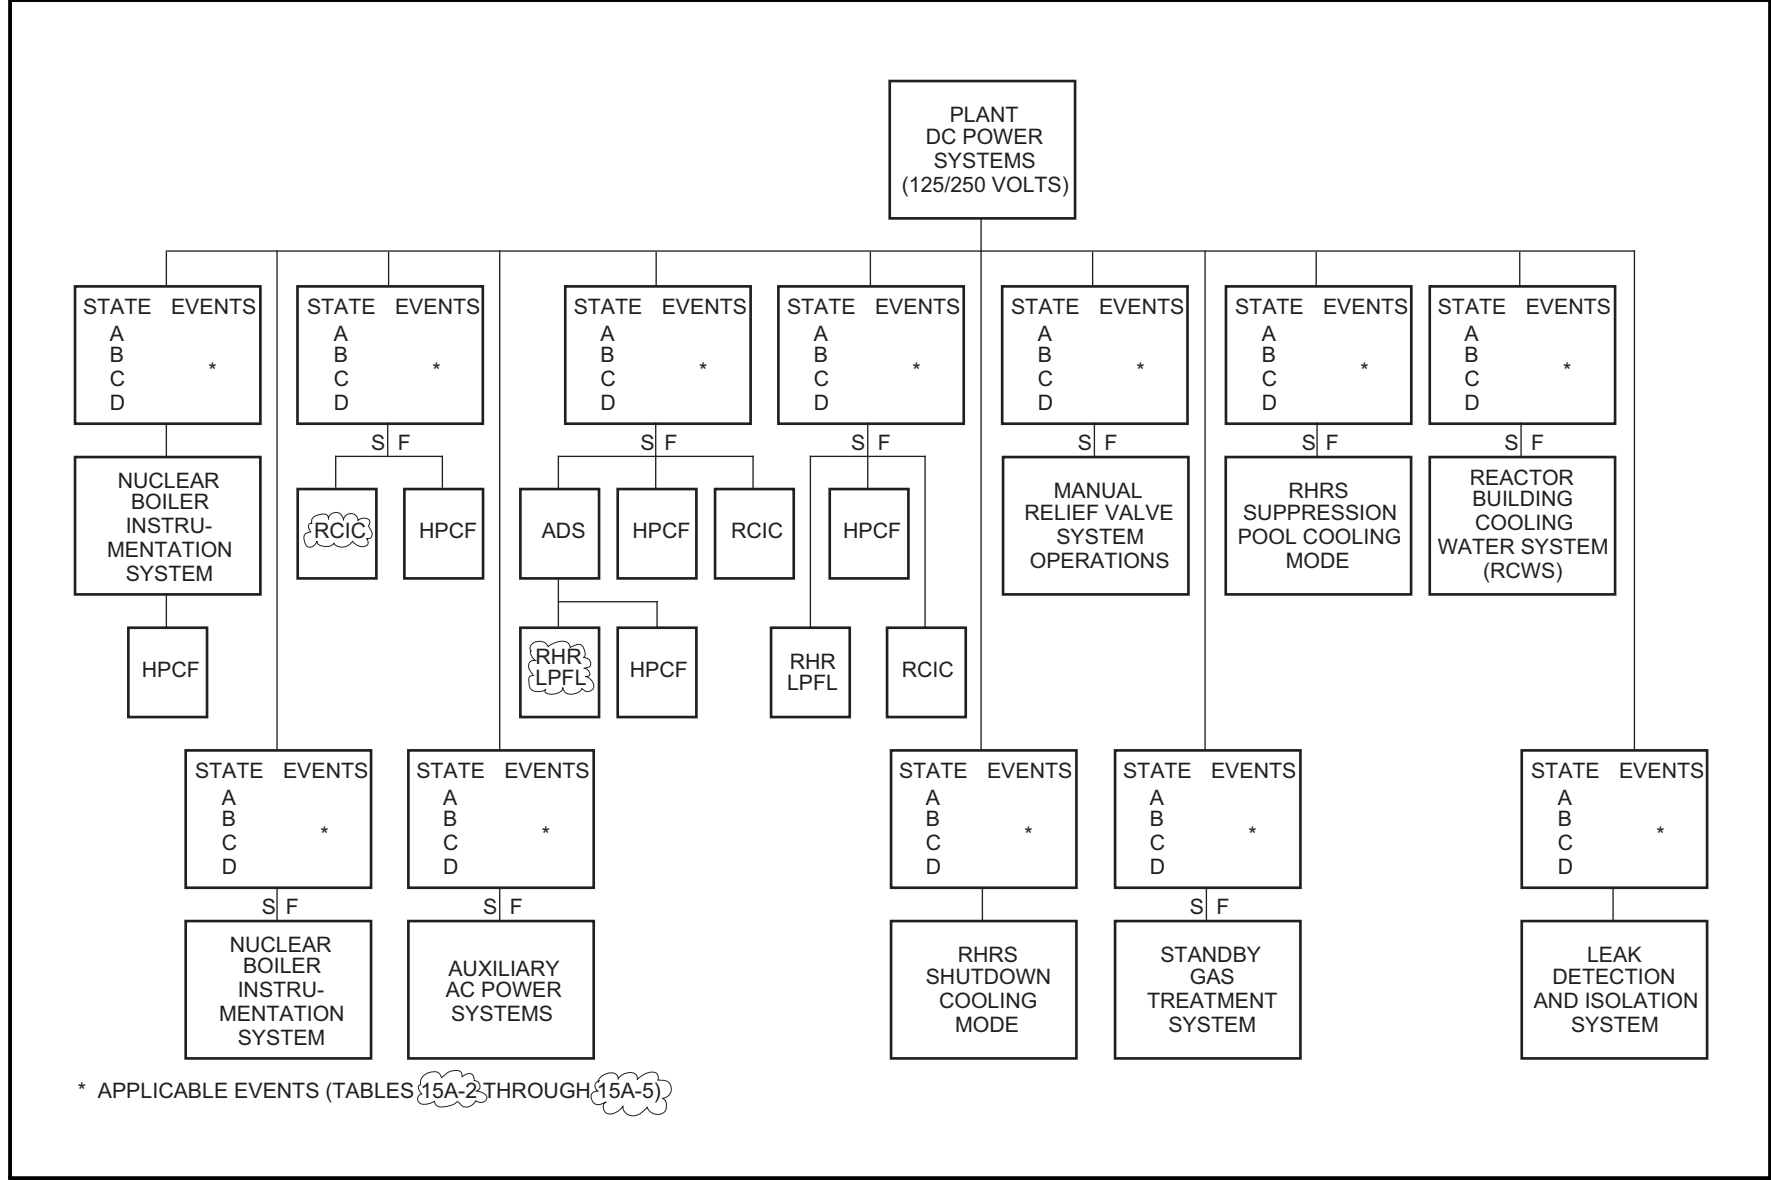 PLANT
DC POWER
SYSTEMS
(125/250 VOLTS)
STATE EVENTS
A
B
C *
D
NUCLEAR
BOILER
INSTRU-
MENTATION
SYSTEM
HPCF
STATE EVENTS
A
B
C *
D
S F
RCIC
HPCF
STATE EVENTS
A
B
C *
D
S F
ADS
HPCF
RCIC
RHR
LPFL
HPCF
STATE EVENTS
A
B
C *
D
S F
HPCF
RHR
LPFL
RCIC
STATE EVENTS
A
B
C *
D
S F
MANUAL
RELIEF VALVE
SYSTEM
OPERATIONS
STATE EVENTS
A
B
C *
D
S F
RHRS
SUPPRESSION
POOL COOLING
MODE
STATE EVENTS
A
B
C *
D
S F
REACTOR
BUILDING
COOLING
WATER SYSTEM
(RCWS)
STATE EVENTS
A
B
C *
D
S F
NUCLEAR
BOILER
INSTRU-
MENTATION
SYSTEM
STATE EVENTS
A
B
C *
D
S F
AUXILIARY
AC POWER
SYSTEMS
STATE EVENTS
A
B
C *
D
RHRS
SHUTDOWN
COOLING
MODE
STATE EVENTS
A
B
C *
D
S F
STANDBY
GAS
TREATMENT
SYSTEM
STATE EVENTS
A
B
C *
D
LEAK
DETECTION
AND ISOLATION
SYSTEM
* APPLICABLE EVENTS (TABLES 15A-2 THROUGH 15A-5)